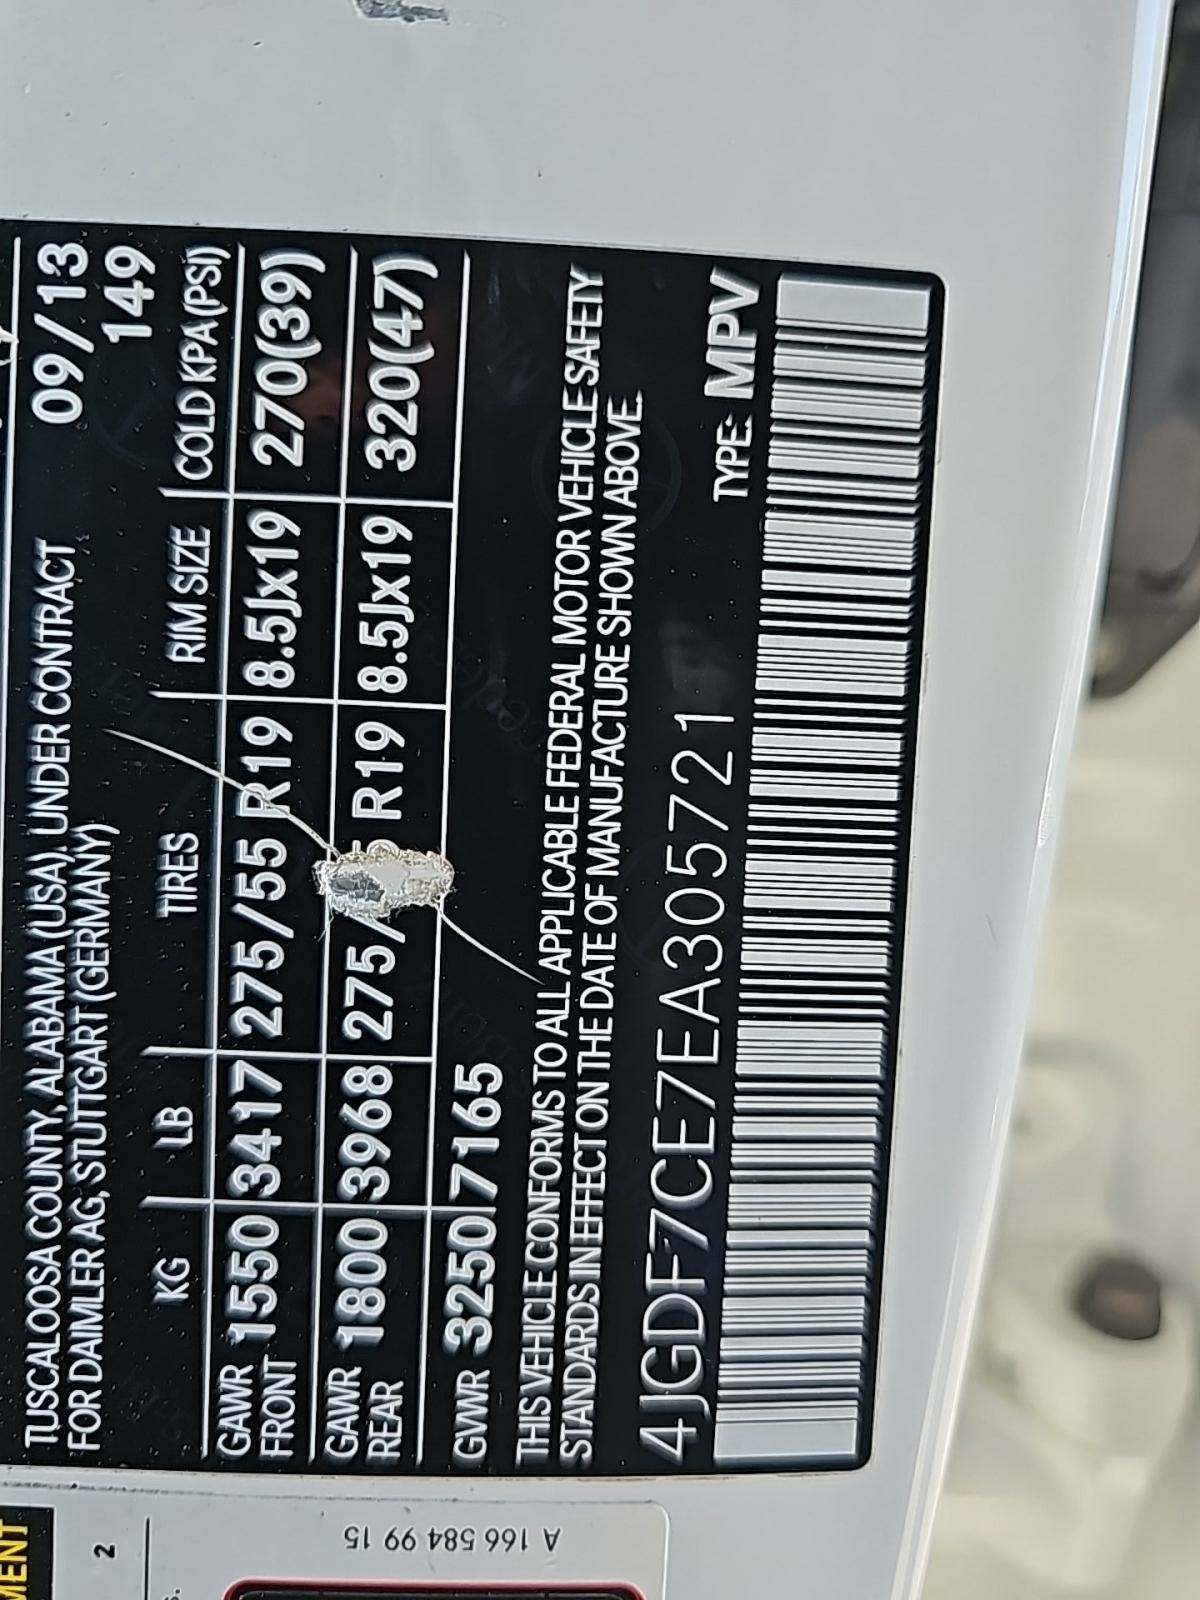 TUSCALOOSA COUNTY, ALABAMA (USA), UNDER CONTRACT 09/13
FOR DAIMLER AG, STUTTGART (GERMANY) 149
KG LB TIRES RIM SIZE COLD KPA (PSI)
GAWR FRONT 1550 3417 275/55 R19 8.5Jx19 270(39)
GAWR REAR 1800 3968 275/ R19 8.5Jx19 320(47)
GVWR 3250 7165
THIS VEHICLE CONFORMS TO ALL APPLICABLE FEDERAL MOTOR VEHICLE SAFETY
STANDARDS IN EFFECT ON THE DATE OF MANUFACTURE SHOWN ABOVE.
4JGDF7CE7EA305721 TYPE: MPV
A 166 584 99 15
2